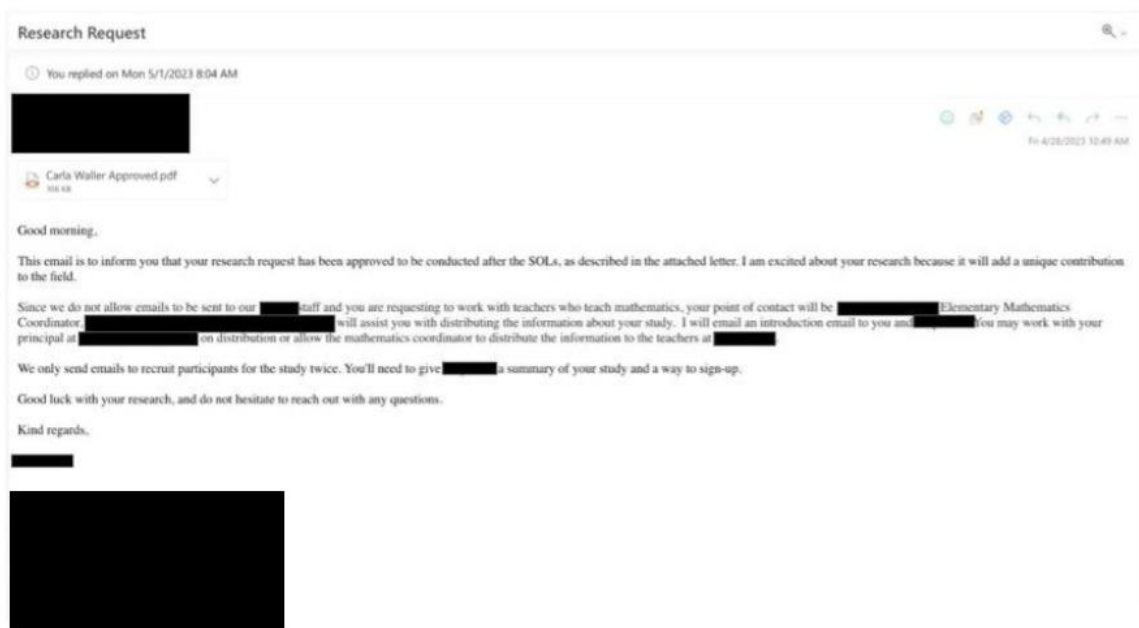 Research Request
You replied on Mon 5/1/2023 8:04 AM
Fri 4/28/2023 10:49 AM
Carla Waller Approved.pdf
Good morning,
This email is to inform you that your research request has been approved to be conducted after the SOLs, as described in the attached letter. I am excited about your research because it will add a unique contribution
to the field.
Since we do not allow emails to be sent to our staff and you are requesting to work with teachers who teach mathematics, your point of contact will be Elementary Mathematics
Coordinator, will assist you with distributing the information about your study. I will email an introduction email to you and You may work with your
principal at on distribution or allow the mathematics coordinator to distribute the information to the teachers at .
We only send emails to recruit participants for the study twice. You'll need to give a summary of your study and a way to sign-up.
Good luck with your research, and do not hesitate to reach out with any questions.
Kind regards,